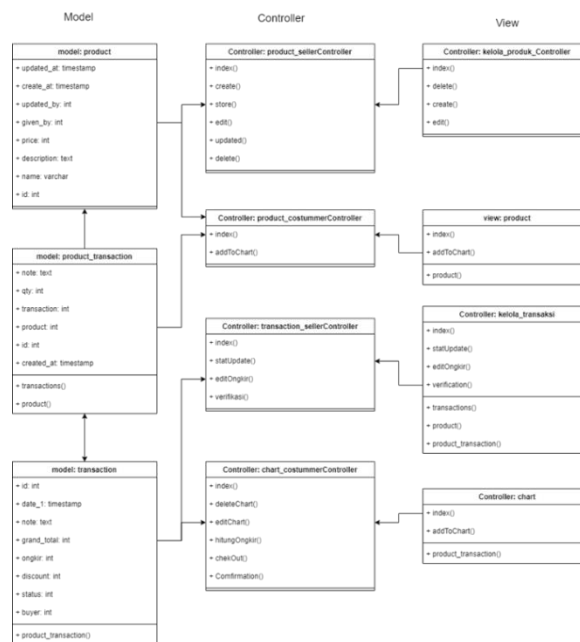 Model
Controller
View
model: product
+ updated_at: timestamp
+ create_at: timestamp
+ updated_by: int
+ given_by: int
+ price: int
+ description: text
+ name: varchar
+ id: int
model: product_transaction
+ note: text
+ qty: int
+ transaction: int
+ product: int
+ id: int
+ created_at: timestamp
+ transactions()
+ product()
model: transaction
+ id: int
+ date_1: timestamp
+ note: text
+ grand_total: int
+ ongkir: int
+ discount: int
+ status: int
+ buyer: int
+ product_transaction()
Controller: product_sellerController
+ index()
+ create()
+ store()
+ edit()
+ updated()
+ delete()
Controller: product_costummerController
+ index()
+ addToChart()
Controller: transaction_sellerController
+ index()
+ statUpdate()
+ editOngkir()
+ verifikasi()
Controller: chart_costummerController
+ index()
+ deleteChart()
+ editChart()
+ hitungOngkir()
+ chekOut()
+ Comfirmation()
Controller: kelola_produk_Controller
+ index()
+ delete()
+ create()
+ edit()
view: product
+ index()
+ addToChart()
+ product()
Controller: kelola_transaksi
+ index()
+ statUpdate()
+ editOngkir()
+ verification()
+ transactions()
+ product()
+ product_transaction()
Controller: chart
+ index()
+ addToChart()
+ product_transaction()